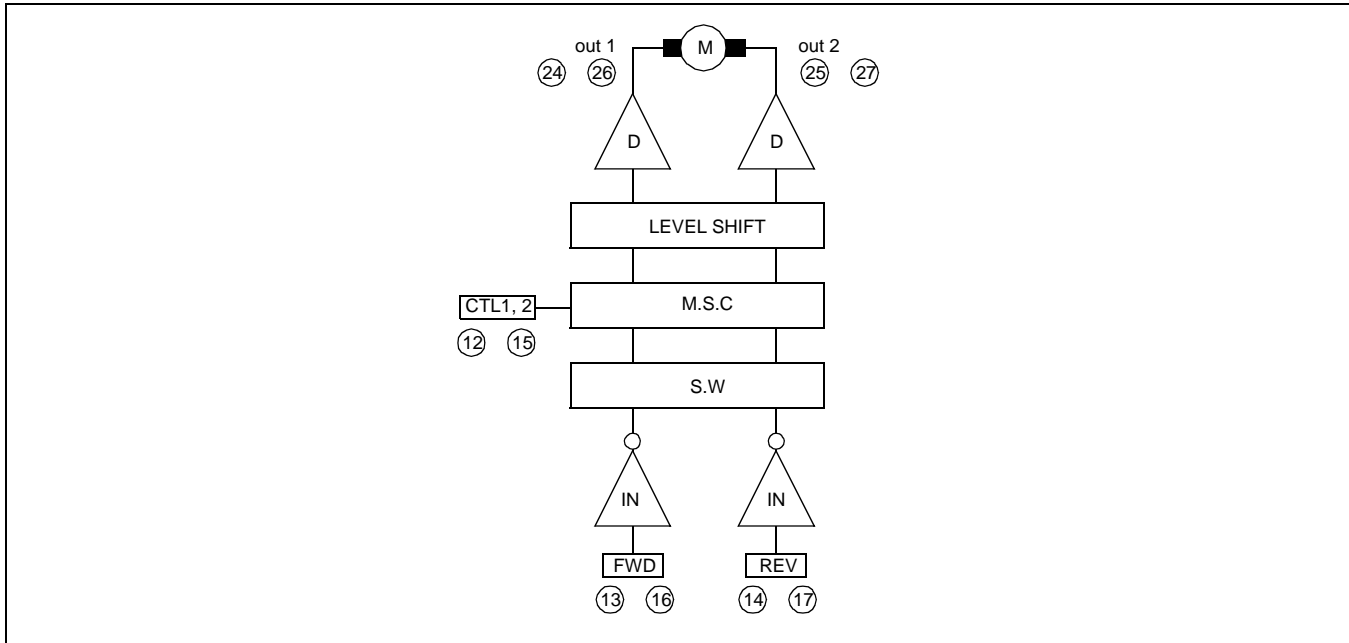 out 1 M out 2
24 26 25 27
D D
LEVEL SHIFT
CTL1, 2 M.S.C
12 15
S.W
IN IN
FWD REV
13 16 14 17